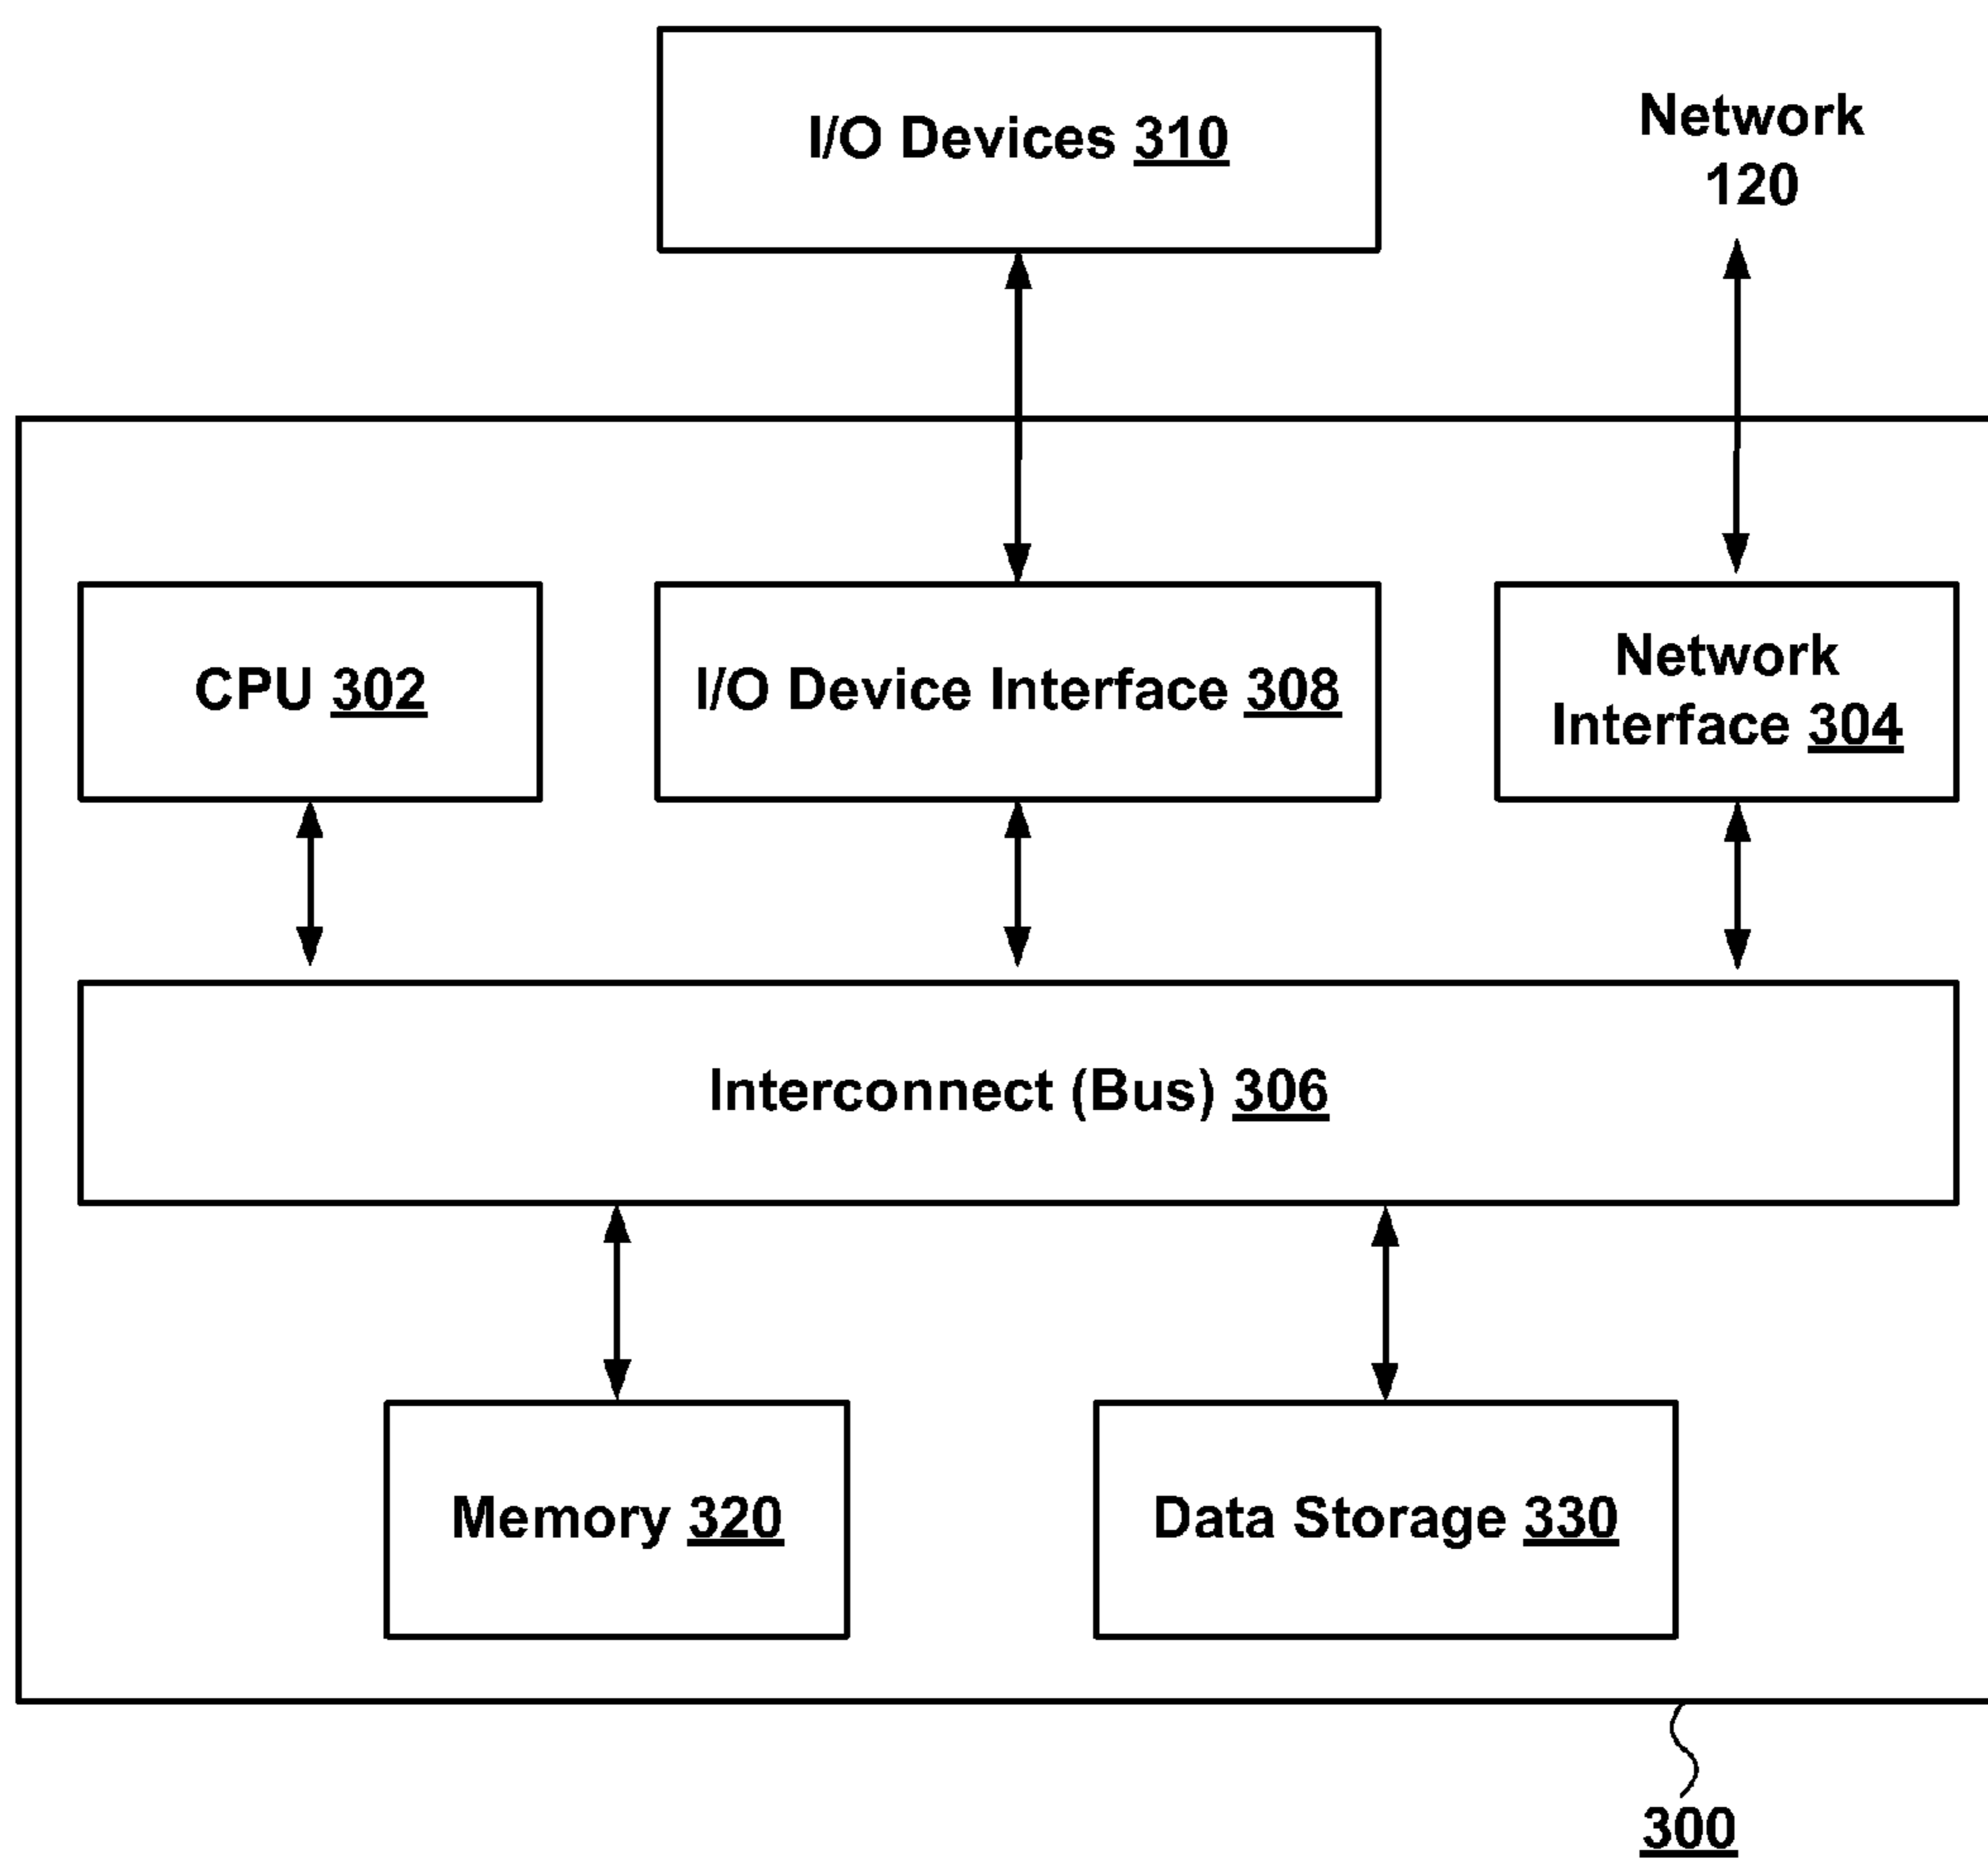 I/O Devices 310
Network
120
CPU 302
I/O Device Interface 308
Network
Interface 304
Interconnect (Bus) 306
Memory 320
Data Storage 330
300